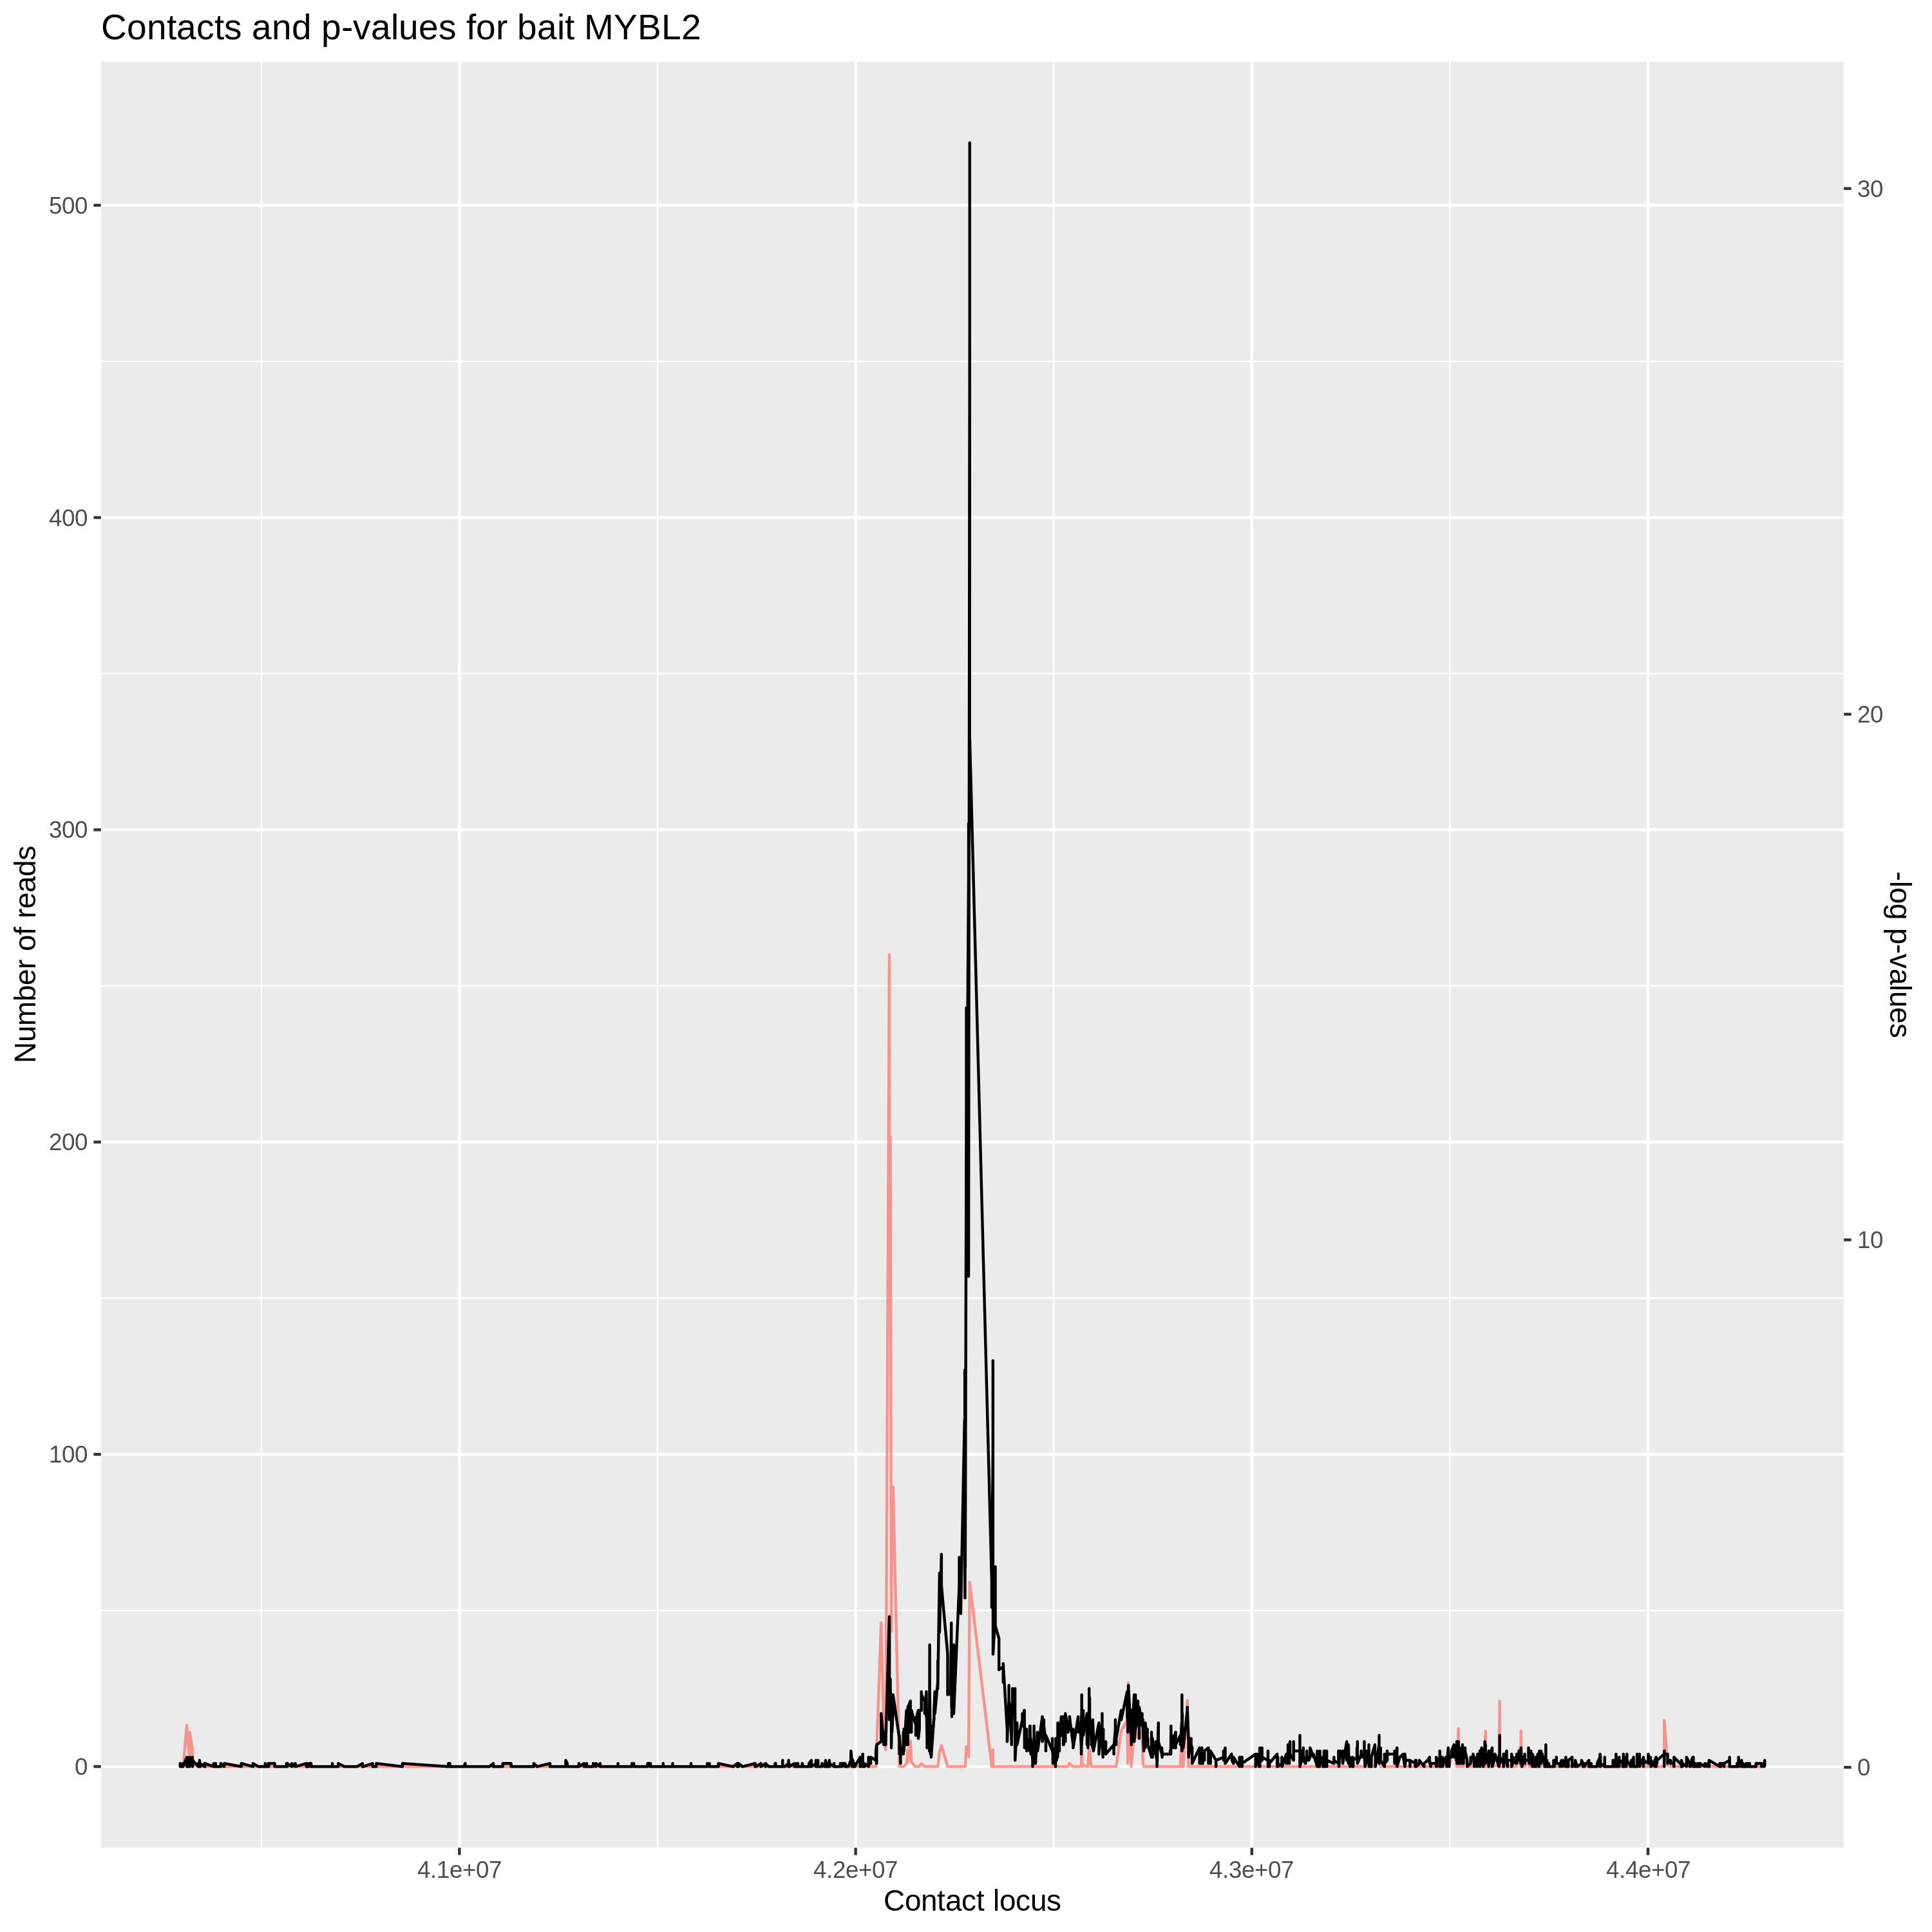 Contacts and p-values for bait MYBL2
Number of reads
500
400
300
200
100
0
30
20
10
0
-log p-values
4.1e+07
4.2e+07
4.3e+07
4.4e+07
Contact locus